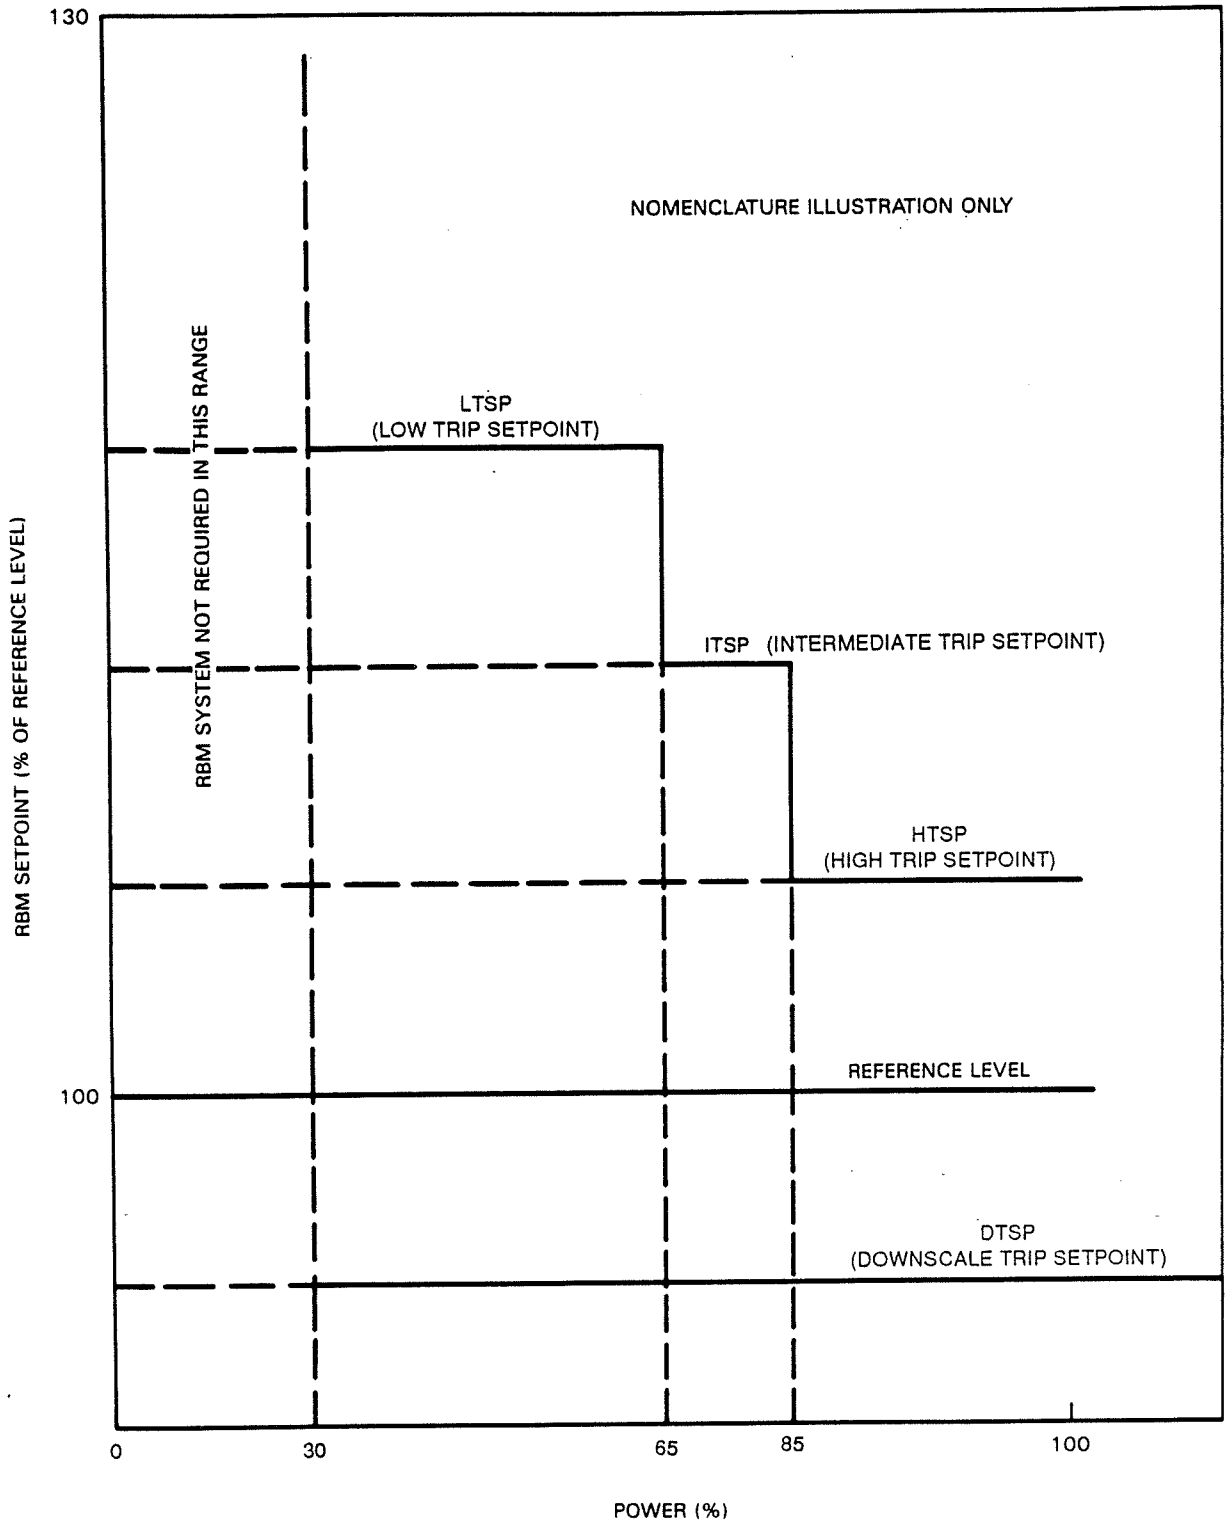 130
NOMENCLATURE ILLUSTRATION ONLY
RBM SYSTEM NOT REQUIRED IN THIS RANGE
LTSP
(LOW TRIP SETPOINT)
RBM SETPOINT (% OF REFERENCE LEVEL)
ITSP (INTERMEDIATE TRIP SETPOINT)
HTSP
(HIGH TRIP SETPOINT)
REFERENCE LEVEL
100
DTSP
(DOWNSCALE TRIP SETPOINT)
0 30 65 85 100
POWER (%)